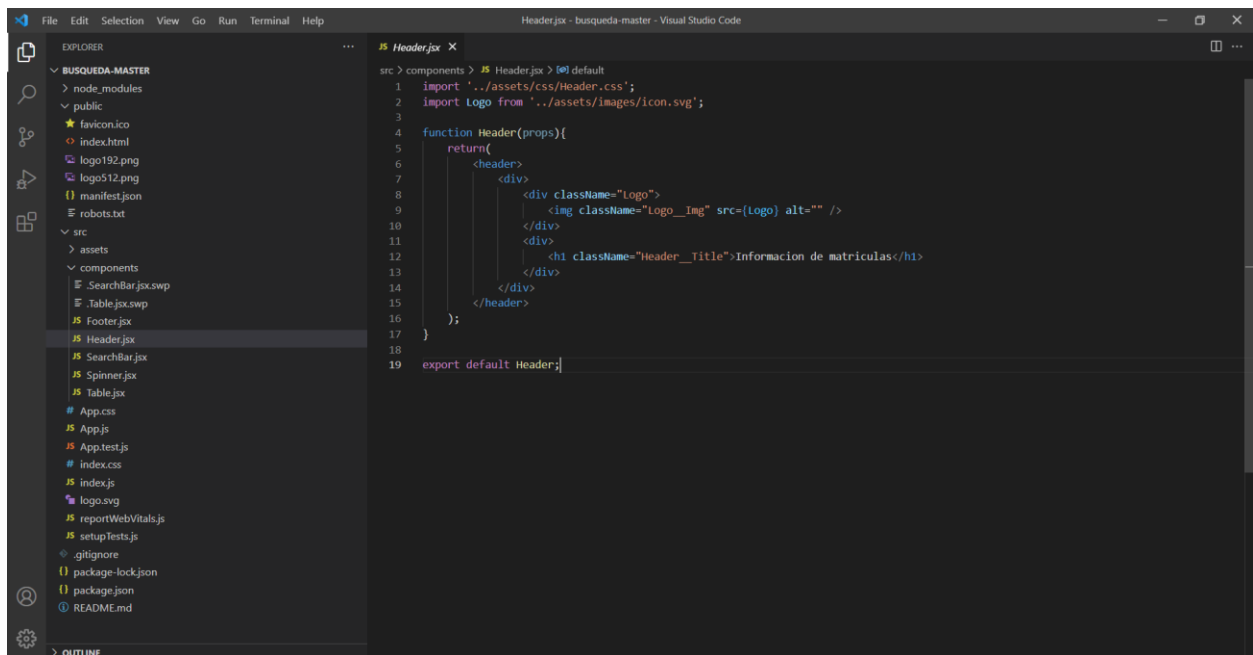 File Edit Selection View Go Run Terminal Help
Header.jsx - busqueda-master - Visual Studio Code
EXPLORER
BUSQUEDA-MASTER
node_modules
public
favicon.ico
index.html
logo192.png
logo512.png
manifest.json
robots.txt
src
assets
components
.SearchBar.jsx.swp
.Table.jsx.swp
Footer.jsx
Header.jsx
SearchBar.jsx
Spinner.jsx
Table.jsx
App.css
App.js
App.test.js
index.css
index.js
logo.svg
reportWebVitals.js
setupTests.js
.gitignore
package-lock.json
package.json
README.md
OUTLINE
JS Header.jsx
src > components > JS Header.jsx > default
1 import '../assets/css/Header.css';
2 import Logo from '../assets/images/icon.svg';
3
4 function Header(props){
5 return(
6 <header>
7 <div>
8 <div className="Logo">
9 <img className="Logo__Img" src={Logo} alt="" />
10 </div>
11 <div>
12 <h1 className="Header__Title">Informacion de matriculas</h1>
13 </div>
14 </div>
15 </header>
16 );
17 }
18
19 export default Header;